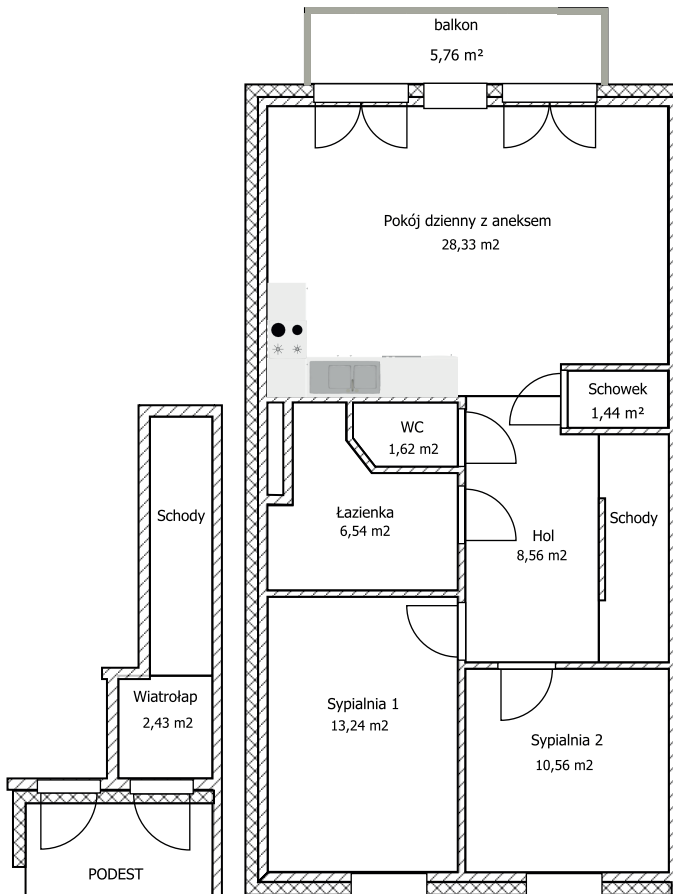 balkon
5,76 m²
Pokój dzienny z aneksem
28,33 m2
Schowek
1,44 m²
WC
1,62 m2
Łazienka
6,54 m2
Hol
8,56 m2
Schody
Schody
Wiatrołap
2,43 m2
Sypialnia 1
13,24 m2
Sypialnia 2
10,56 m2
PODEST